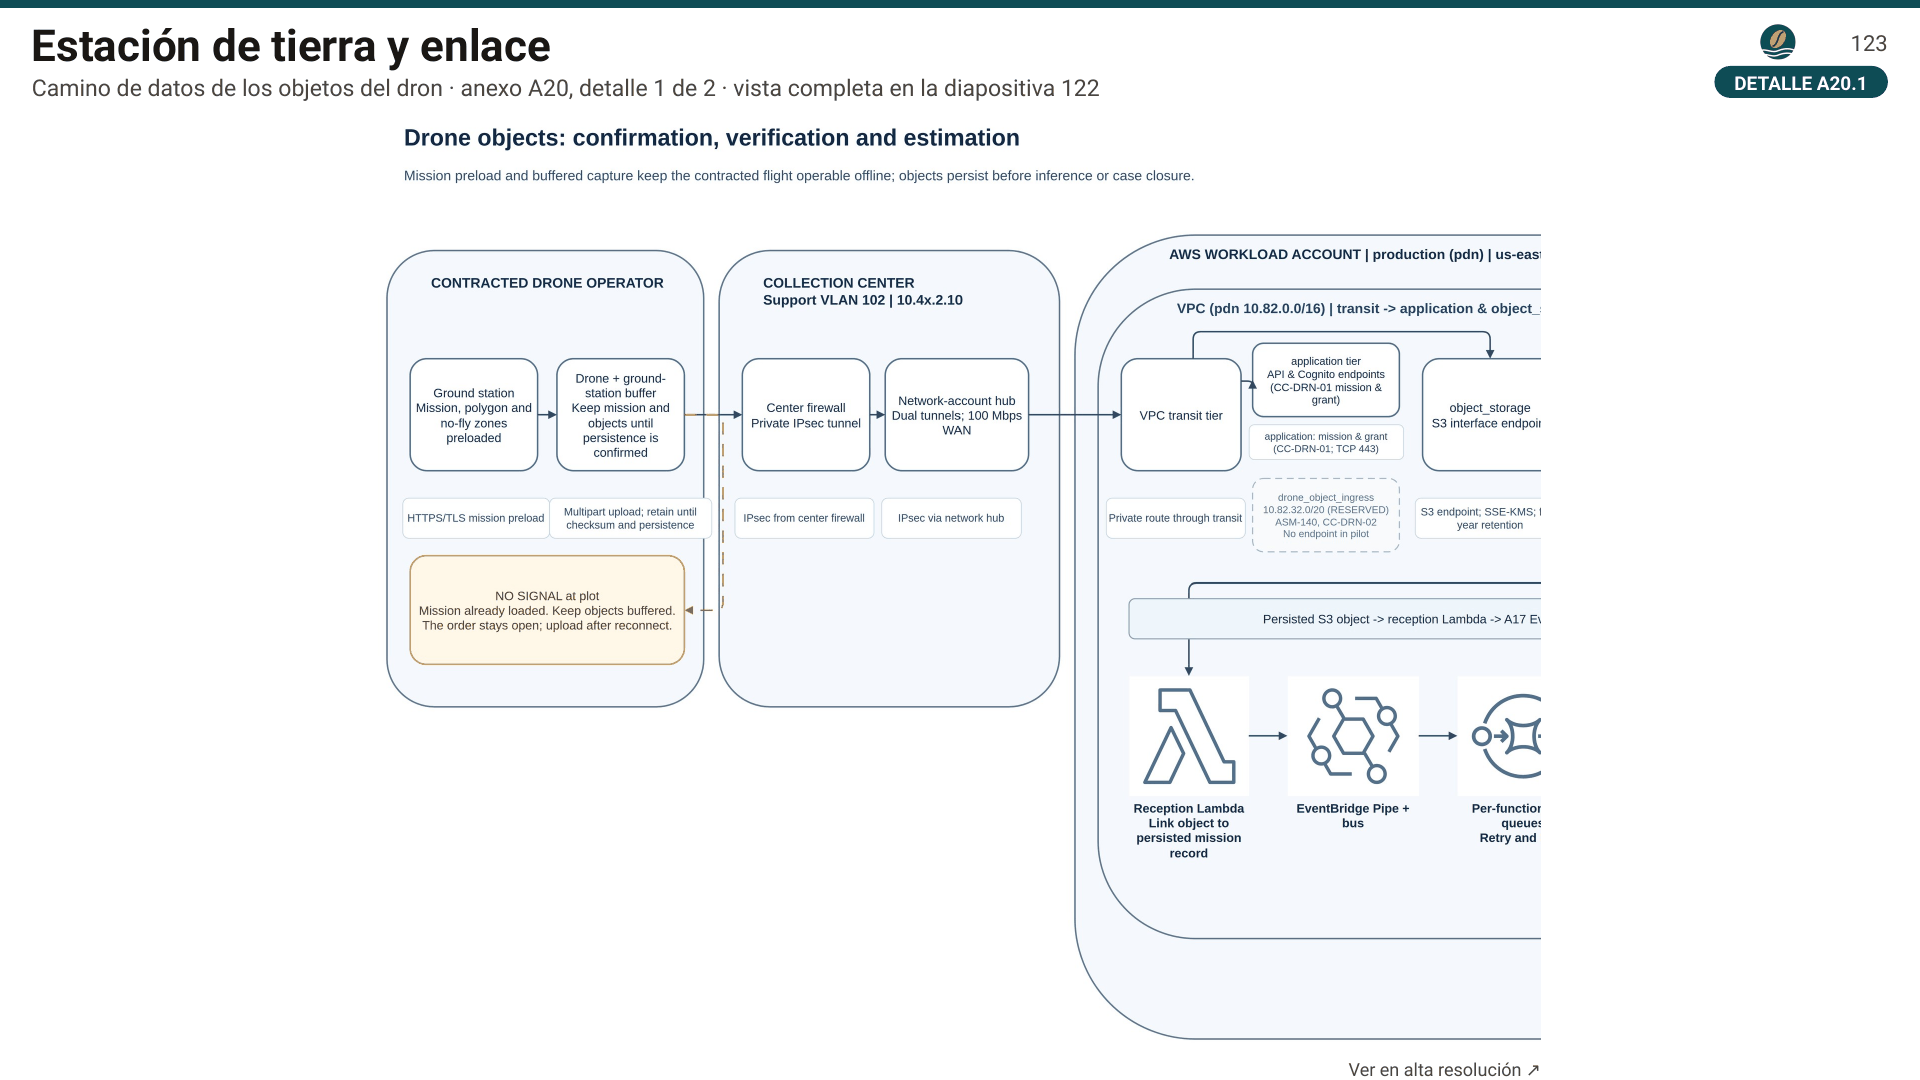 Estación de tierra y enlace
Camino de datos de los objetos del dron · anexo A20, detalle 1 de 2 · vista completa en la diapositiva 122
123
DETALLE A20.1
Drone objects: confirmation, verification and estimation
Mission preload and buffered capture keep the contracted flight operable offline; objects persist before inference or case closure.
CONTRACTED DRONE OPERATOR
Ground station
Mission, polygon and
no-fly zones
preloaded
Drone + ground-
station buffer
Keep mission and
objects until
persistence is
confirmed
HTTPS/TLS mission preload
Multipart upload; retain until
checksum and persistence
NO SIGNAL at plot
Mission already loaded. Keep objects buffered.
The order stays open; upload after reconnect.
COLLECTION CENTER
Support VLAN 102 | 10.4x.2.10
Center firewall
Private IPsec tunnel
Network-account hub
Dual tunnels; 100 Mbps
WAN
IPsec from center firewall
IPsec via network hub
AWS WORKLOAD ACCOUNT | production (pdn) | us-east
VPC (pdn 10.82.0.0/16) | transit -> application & object_
VPC transit tier
application tier
API & Cognito endpoints
(CC-DRN-01 mission &
grant)
application: mission & grant
(CC-DRN-01; TCP 443)
object_storage
S3 interface endpoin
Private route through transit
drone_object_ingress
10.82.32.0/20 (RESERVED)
ASM-140, CC-DRN-02
No endpoint in pilot
S3 endpoint; SSE-KMS;
year retention
Persisted S3 object -> reception Lambda -> A17 Ev
Reception Lambda
Link object to
persisted mission
record
EventBridge Pipe +
bus
Per-function
queues
Retry and
Ver en alta resolución ↗